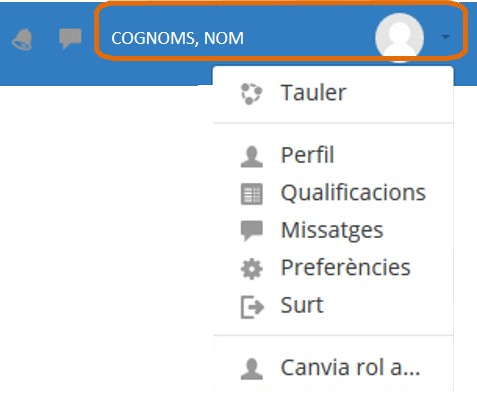 COGNOMS, NOM
Tauler
Perfil
Qualificacions
Missatges
Preferències
Surt
Canvia rol a...